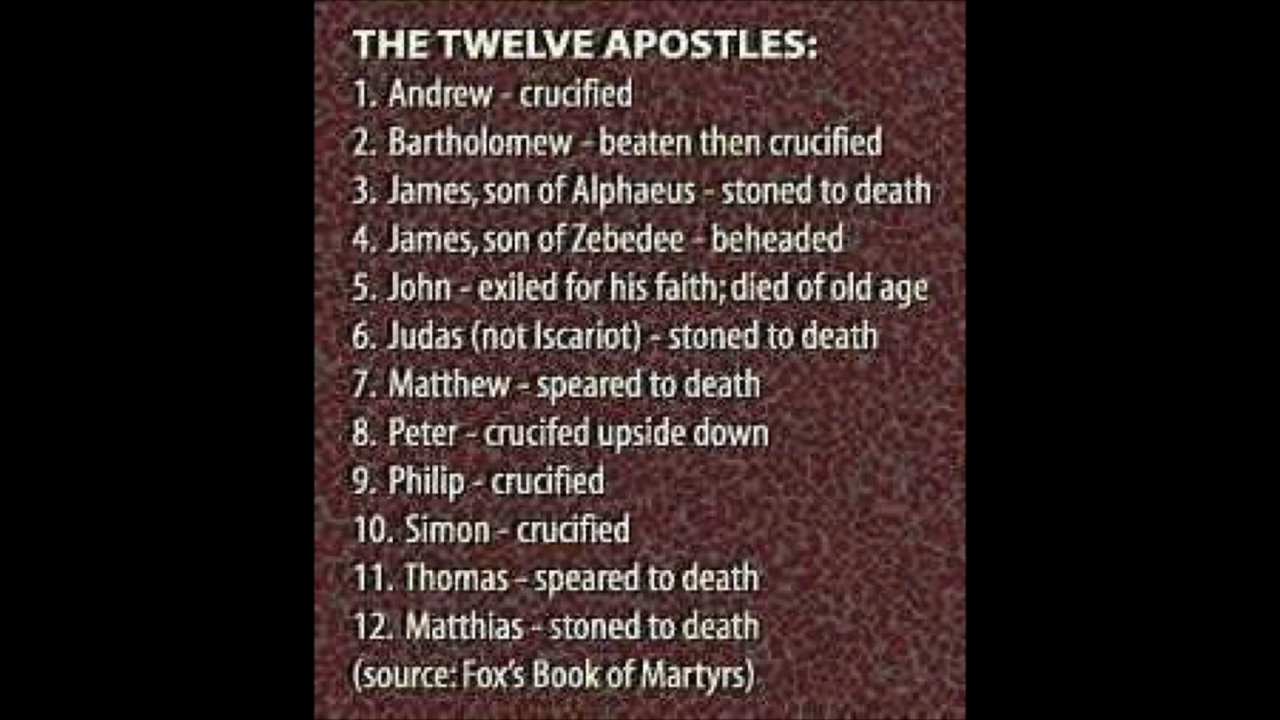 THE TWELVE APOSTLES:
1. Andrew - crucified
2. Bartholomew - beaten then crucified
3. James, son of Alphaeus - stoned to death
4. James, son of Zebedee - beheaded
5. John - exiled for his faith; died of old age
6. Judas (not Iscariot) - stoned to death
7. Matthew - speared to death
8. Peter - crucifed upside down
9. Philip - crucified
10. Simon - crucified
11. Thomas - speared to death
12. Matthias - stoned to death
(source: Fox's Book of Martyrs)